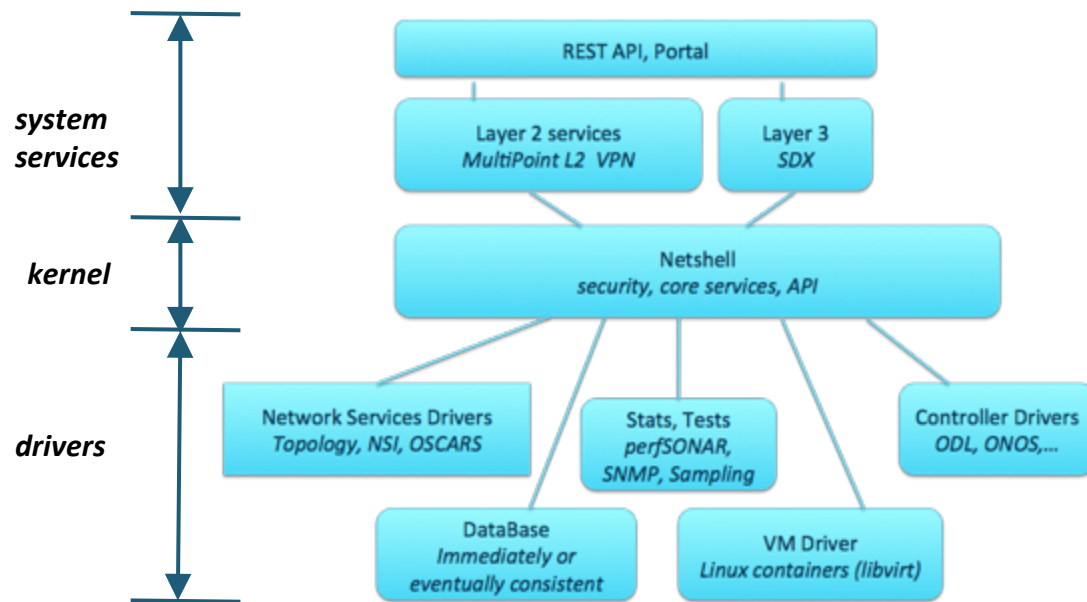 system
services
REST API, Portal
Layer 2 services
MultiPoint L2 VPN
Layer 3
SDX
kernel
Netshell
security, core services, API
drivers
Network Services Drivers
Topology, NSI, OSCARS
Stats, Tests
perfSONAR,
SNMP, Sampling
Controller Drivers
ODL, ONOS,...
DataBase
Immediately or
eventually consistent
VM Driver
Linux containers (libvirt)